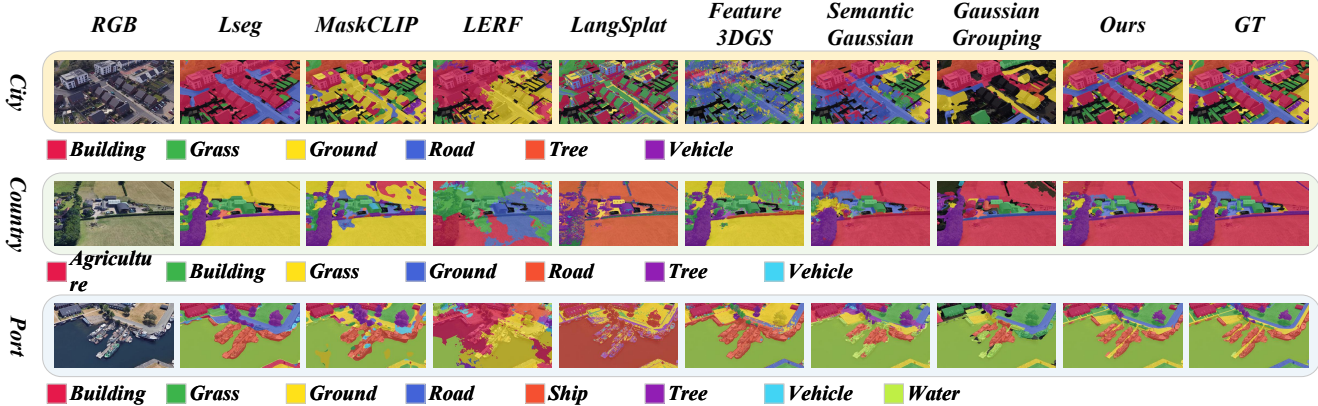 RGB Lseg MaskCLIP LERF LangSplat Feature 3DGS Semantic Gaussian Gaussian Grouping Ours GT
City
Building Grass Ground Road Tree Vehicle
Country
Agricultu
re Building Grass Ground Road Tree Vehicle
Port
Building Grass Ground Road Ship Tree Vehicle Water